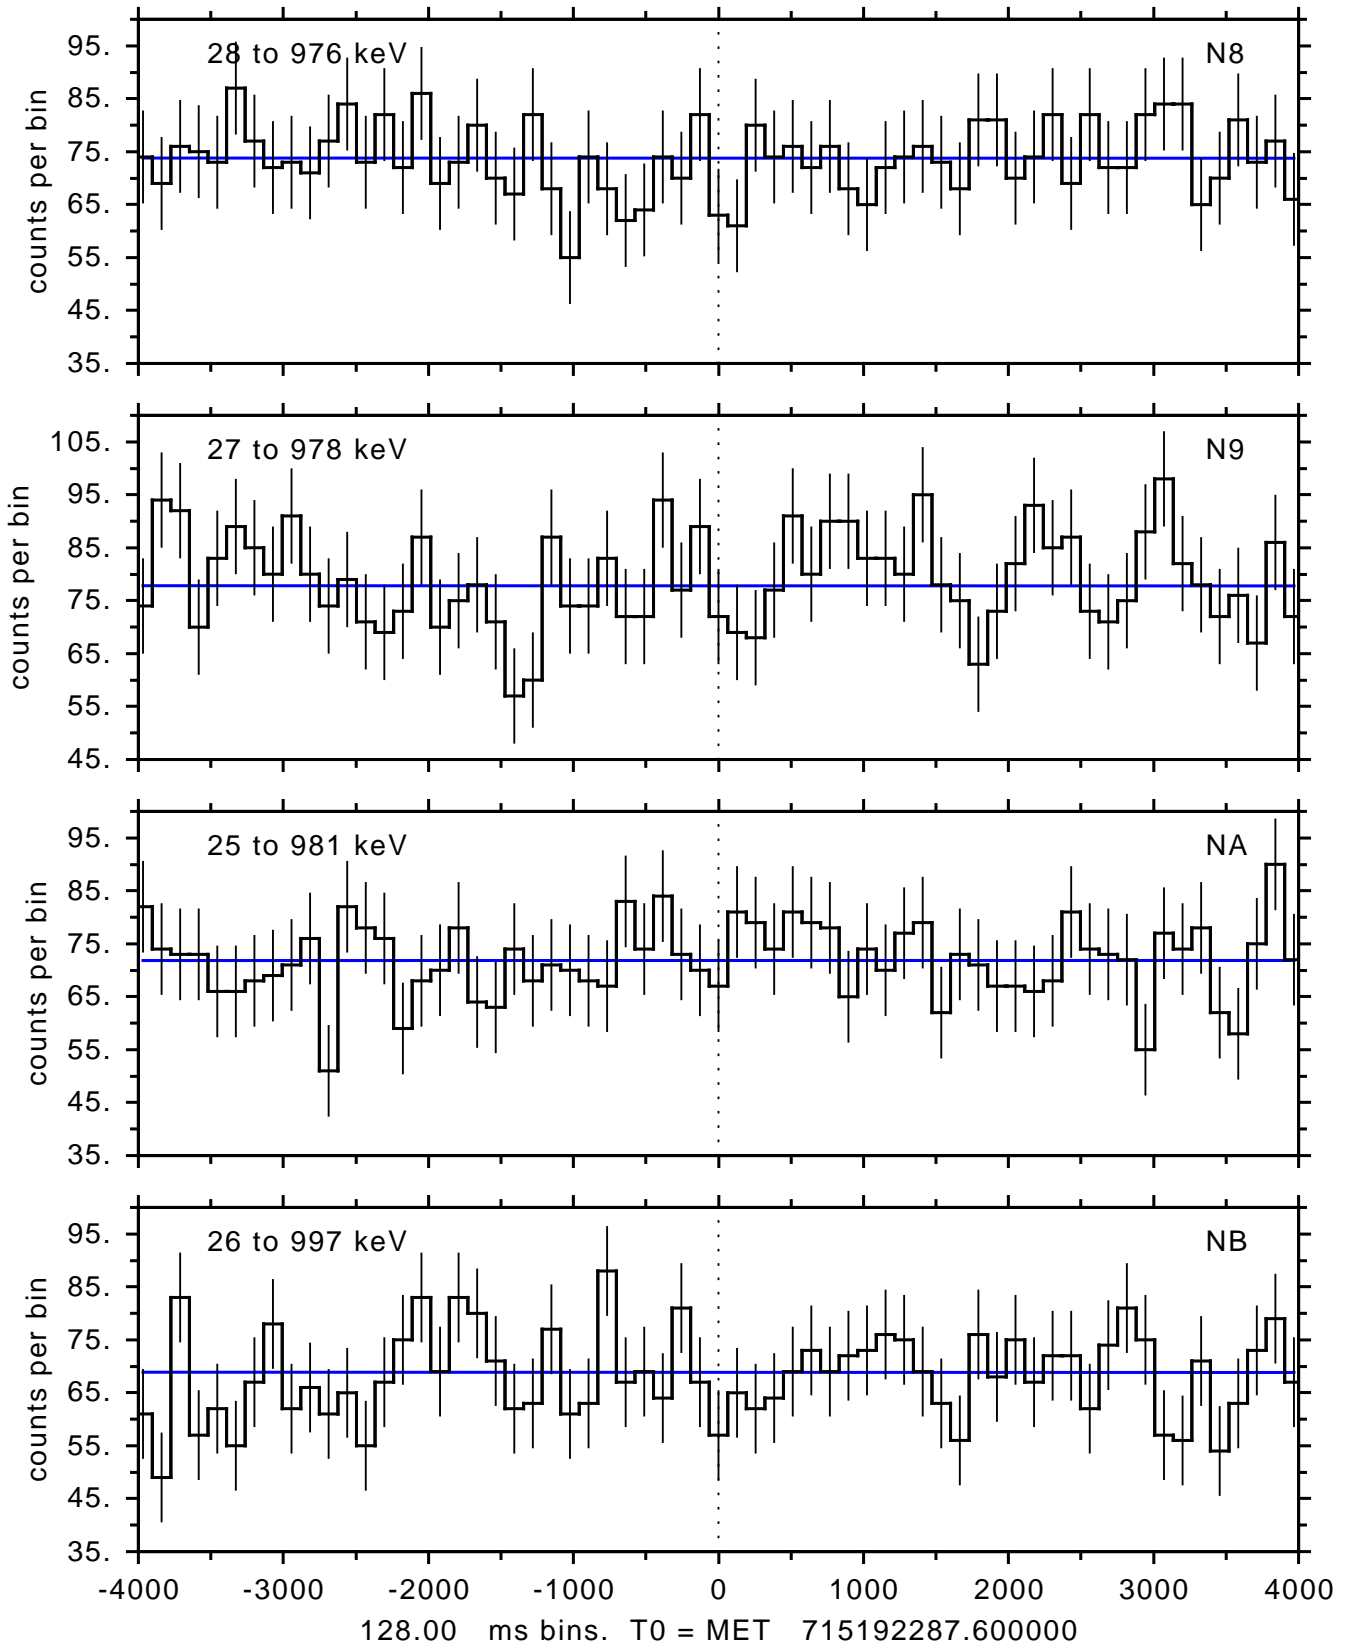 28 to 976 keV N8
95.
85.
75.
65.
55.
45.
35.
counts per bin
27 to 978 keV N9
105.
95.
85.
75.
65.
55.
45.
counts per bin
25 to 981 keV NA
95.
85.
75.
65.
55.
45.
35.
counts per bin
26 to 997 keV NB
95.
85.
75.
65.
55.
45.
35.
counts per bin
-4000 -3000 -2000 -1000 0 1000 2000 3000 4000
128.00 ms bins. T0 = MET 715192287.600000